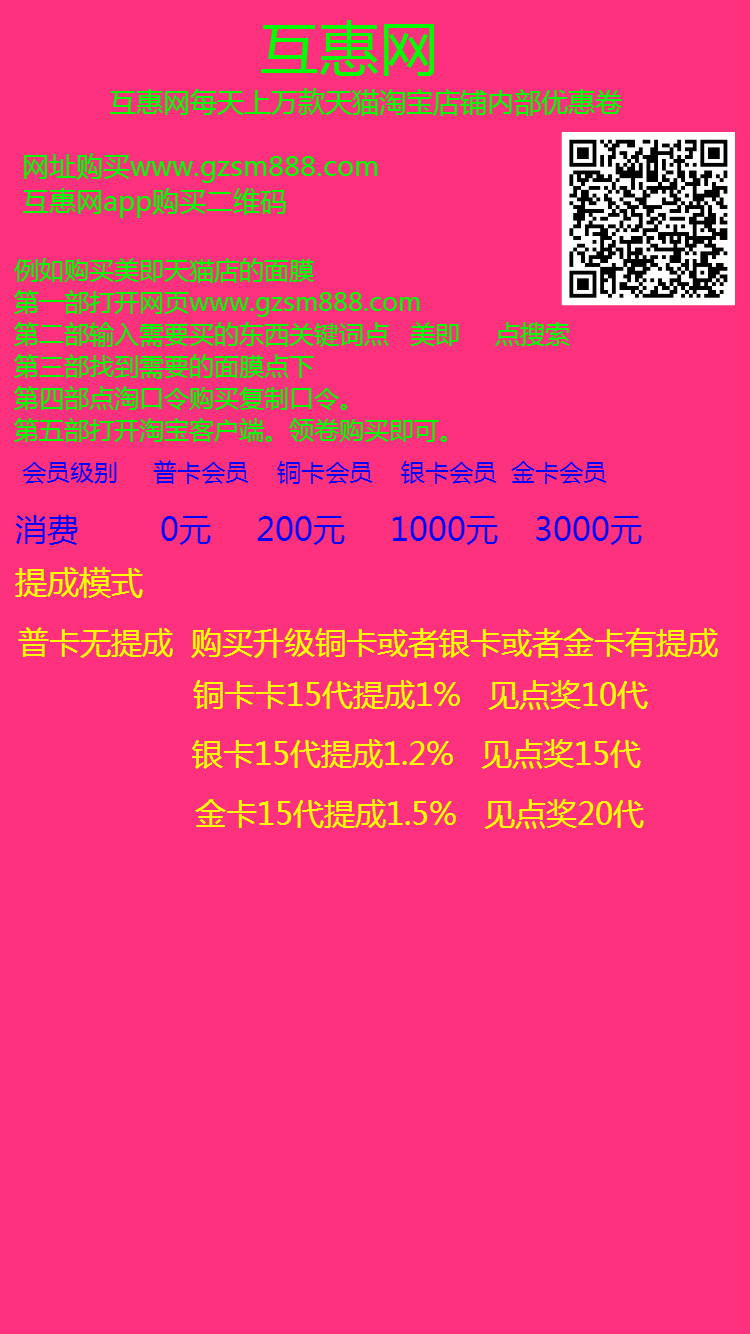 互惠网
互惠网每天上万款天猫淘宝店铺内部优惠卷
网址购买www.gzsm888.com
互惠网app购买二维码
例如购买美即天猫店的面膜
第一部打开网页www.gzsm888.com
第二部输入需要买的东西关键词点 美即 点搜索
第三部找到需要的面膜点下
第四部点淘口令购买复制口令。
第五部打开淘宝客户端。领卷购买即可。
会员级别 普卡会员 铜卡会员 银卡会员 金卡会员
消费 0元 200元 1000元 3000元
提成模式
普卡无提成 购买升级铜卡或者银卡或者金卡有提成
铜卡卡15代提成1% 见点奖10代
银卡15代提成1.2% 见点奖15代
金卡15代提成1.5% 见点奖20代